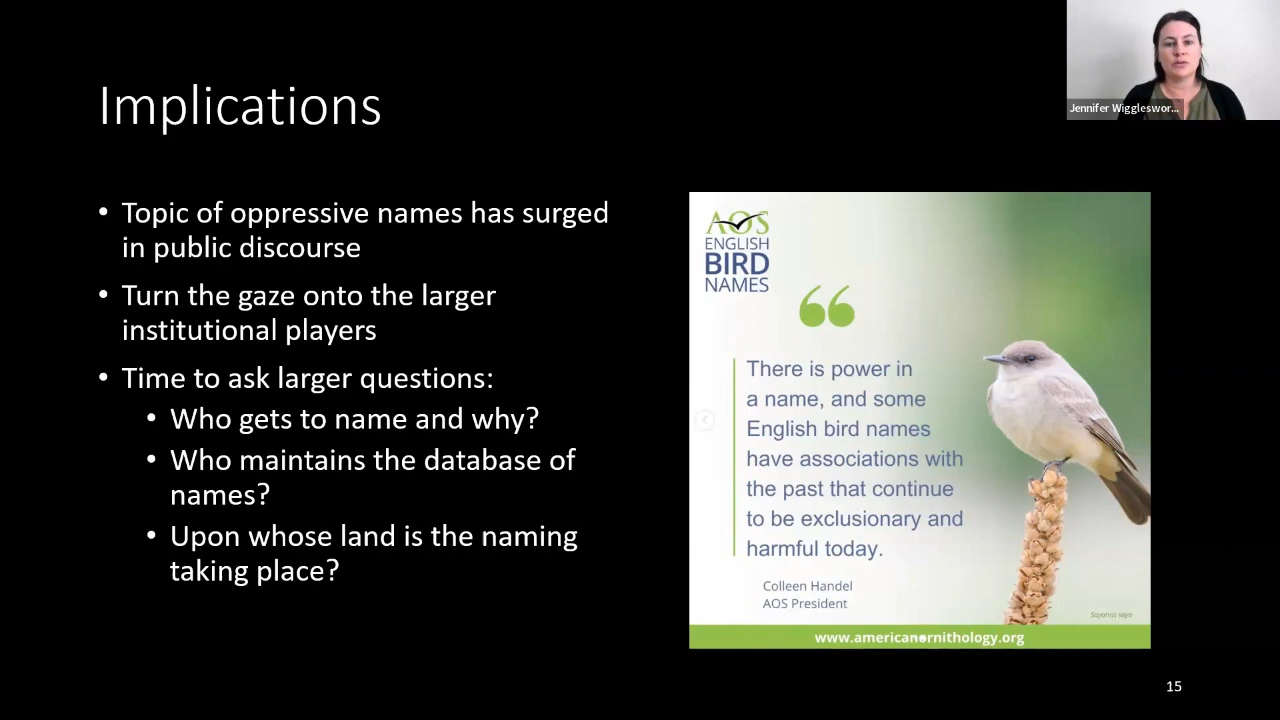 Jennifer Wiggleswor...
Implications
• Topic of oppressive names has surged
in public discourse
• Turn the gaze onto the larger
institutional players
• Time to ask larger questions:
• Who gets to name and why?
• Who maintains the database of
names?
• Upon whose land is the naming
taking place?
AOS
ENGLISH
BIRD
NAMES
“
There is power in
a name, and some
English bird names
have associations with
the past that continue
to be exclusionary and
harmful today.
Colleen Handel
AOS President
Sayornis saya
www.americanornithology.org
15